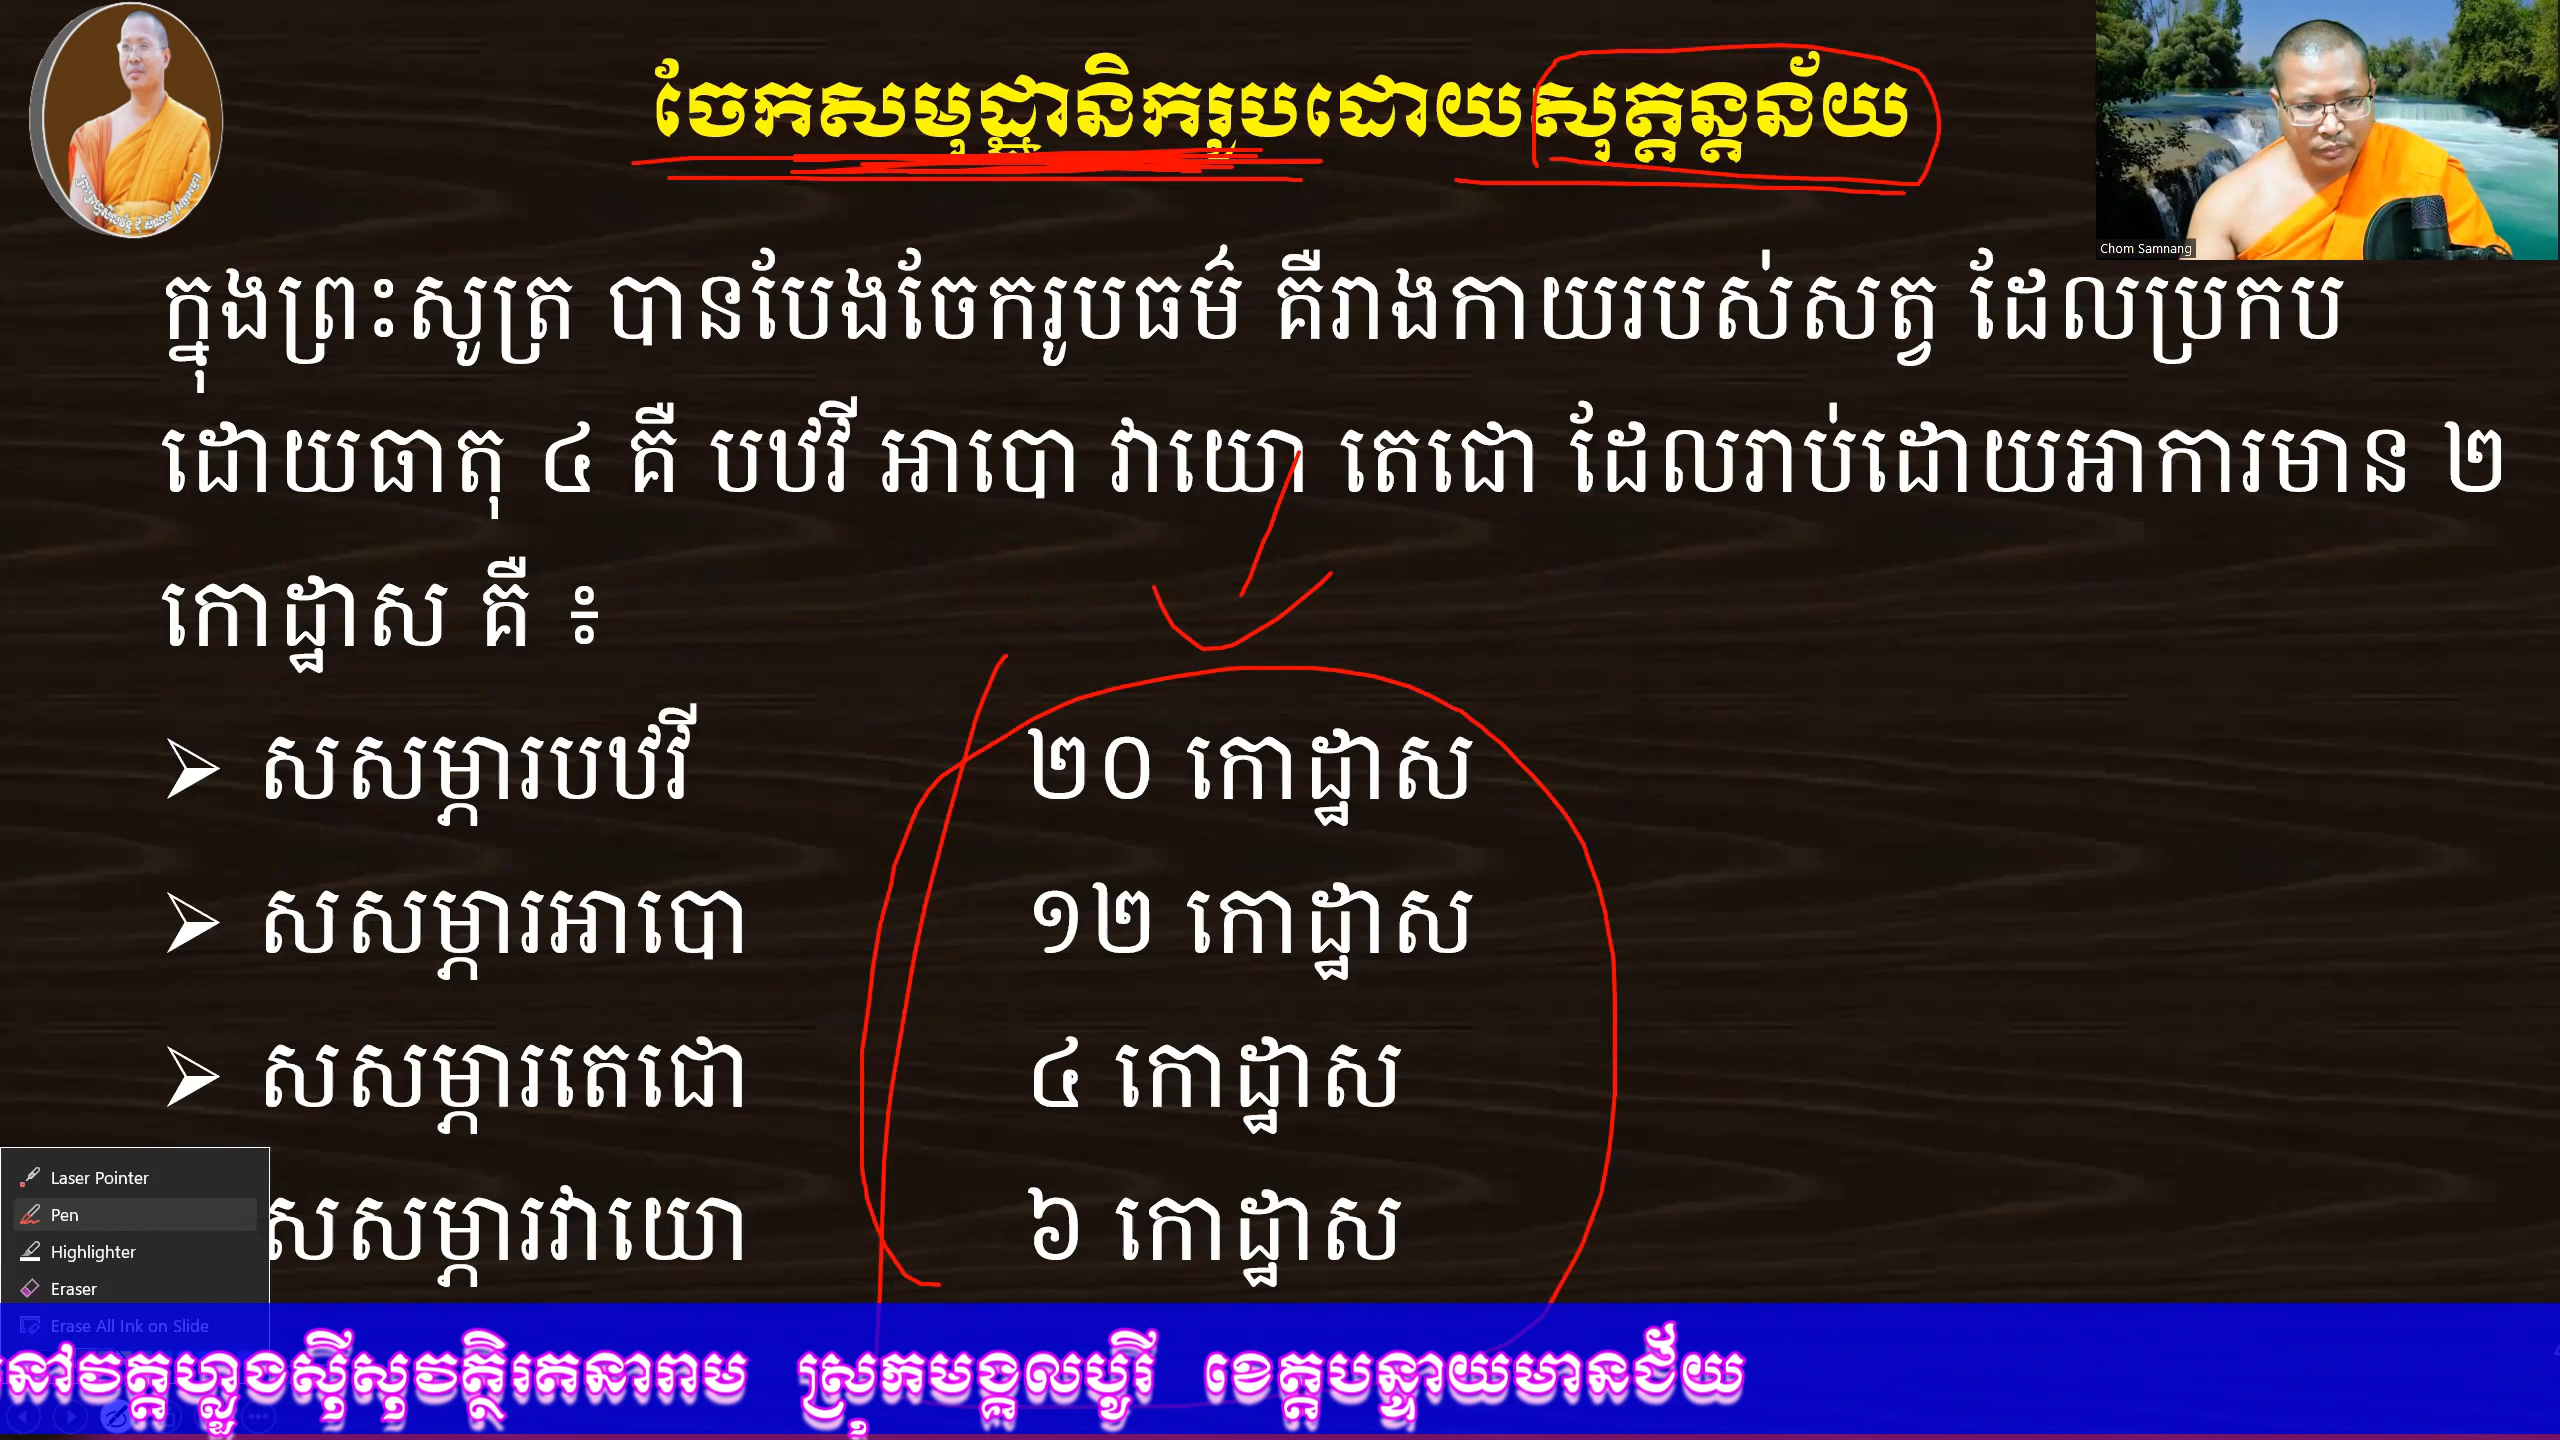 ចែកសមុដ្ឋានិករូបដោយសុត្តន្តន័យ
Chom Samnang
ក្នុងព្រះសូត្រ បានបែងចែករូបធម៌ គឺរាងកាយរបស់សត្វ ដែលប្រកប
ដោយធាតុ ៤ គឺ បឋវី អាបោ វាយោ តេជោ ដែលរាប់ដោយអាការមាន ២
កោដ្ឋាស គឺ ៖
➢ សសម្ភារបឋវី ២០ កោដ្ឋាស
➢ សសម្ភារអាបោ ១២ កោដ្ឋាស
➢ សសម្ភារតេជោ ៤ កោដ្ឋាស
សសម្ភារវាយោ ៦ កោដ្ឋាស
Laser Pointer
Pen
Highlighter
Eraser
Erase All Ink on Slide
នៅវត្តហ្លួងស្ដីសួវត្ថិរតនារាម ស្រុកមង្គលបូរី ខេត្តបន្ទាយមានជ័យ